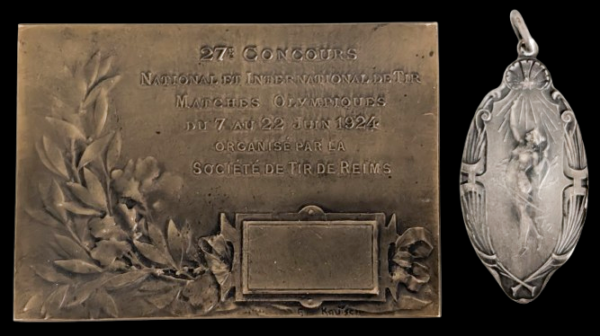 27e CONCOURS
NATIONAL ET INTERNATIONAL DE TIR
MATCHES OLYMPIQUES
DU 7 AU 22 JUIN 1924
ORGANISÉ PAR LA
SOCIÉTÉ DE TIR DE REIMS